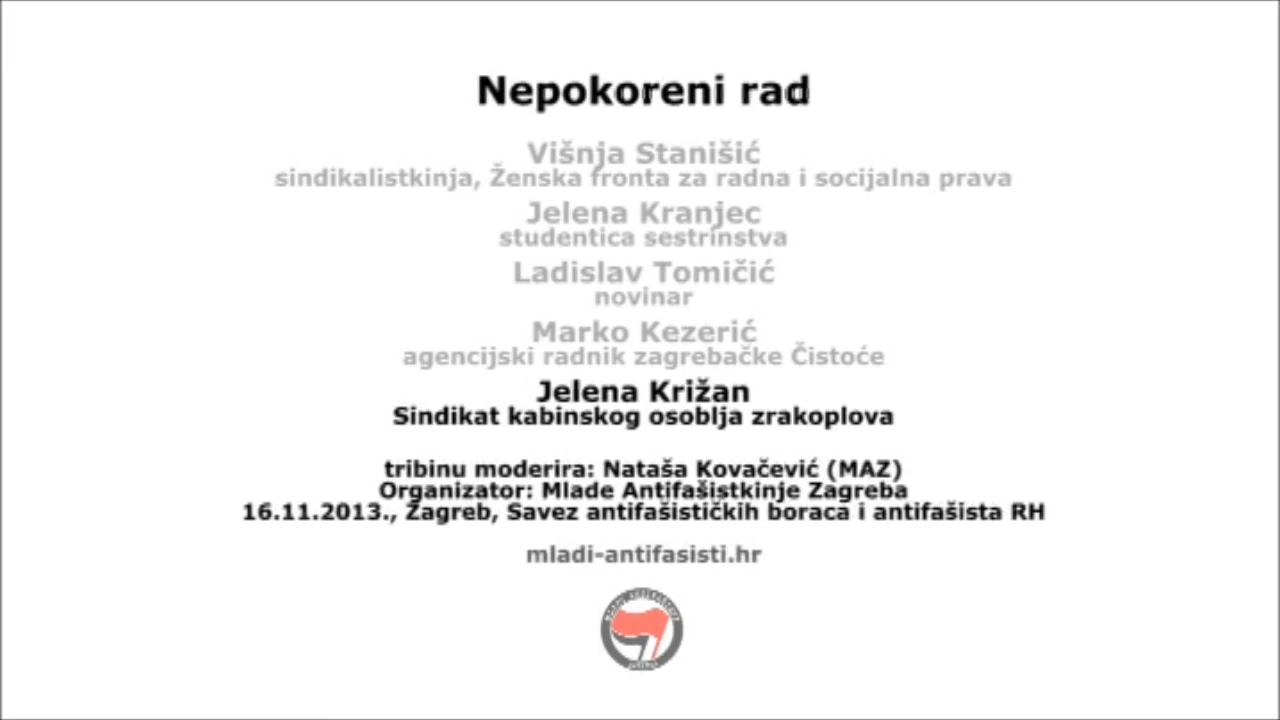 Nepokoreni rad
Višnja Stanišić
sindikalistkinja, Ženska fronta za radna i socijalna prava
Jelena Kranjec
studentica sestrinstva
Ladislav Tomičić
novinar
Marko Kezerić
agencijski radnik zagrebačke Čistoće
Jelena Križan
Sindikat kabinskog osoblja zrakoplova
tribinu moderira: Nataša Kovačević (MAZ)
Organizator: Mlade Antifašistkinje Zagreba
16.11.2013., Zagreb, Savez antifašističkih boraca i antifašista RH
mladi-antifasisti.hr